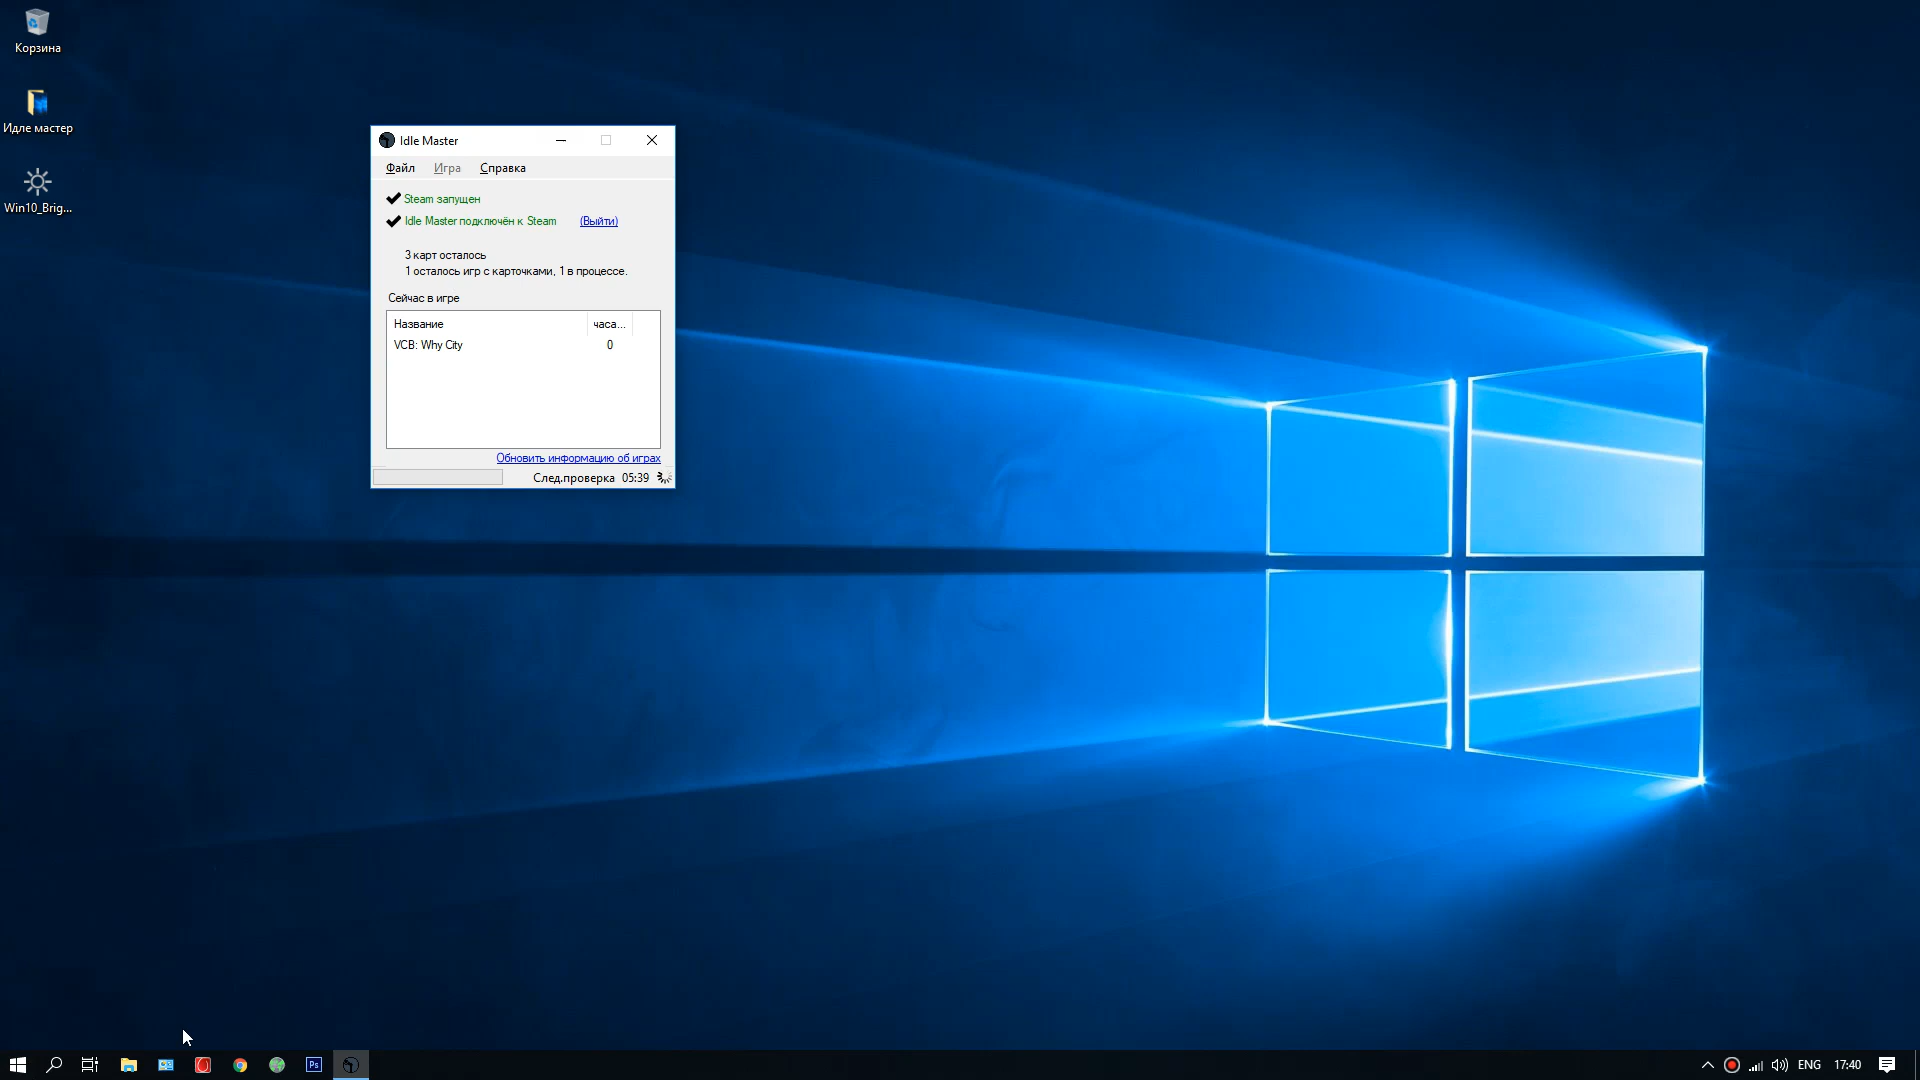 Корзина
Идле мастер
Win10_Brig...
Idle Master
Файл Игра Справка
Steam запущен
Idle Master подключён к Steam (Выйти)
3 карт осталось
1 осталось игр с карточками, 1 в процессе.
Сейчас в игре
Название часа...
VCB: Why City 0
Обновить информацию об играх
След.проверка 05:39
Ps
ENG 17:40